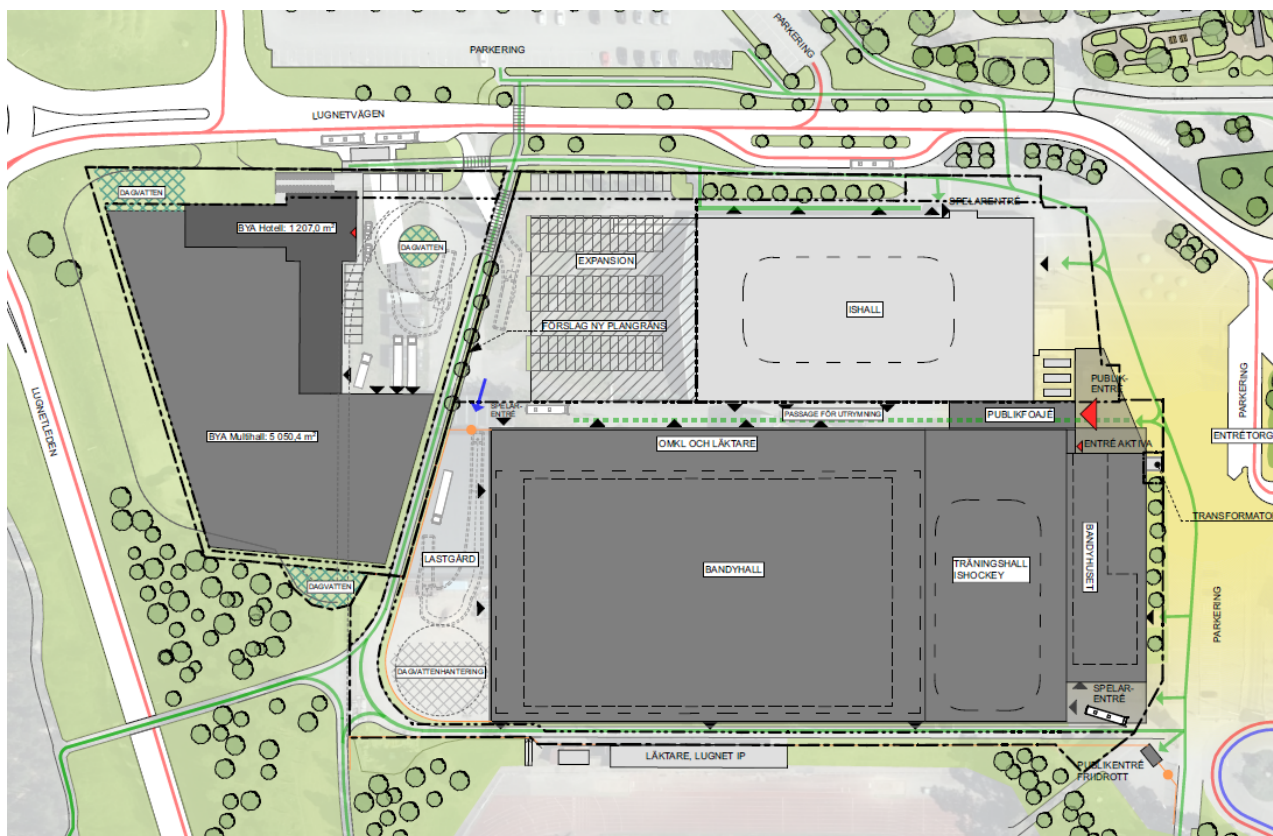 PARKERING
PARKERING
LUGNETVÄGEN
DAGVATTEN
SPELARENTRÉ
BYA Hotell: 1 207,0 m²
DAGVATTEN
EXPANSION
ISHALL
FÖRSLAG NY PLANGRÄNS
LUGNETLEDEN
PUBLIK-
ENTRÉ
PARKERING
SPELAR-
ENTRÉ
PASSAGE FÖR UTRYMNING
PUBLIKFOAJÉ
BYA Multihall: 5 050,4 m²
OMKL OCH LÄKTARE
ENTRÉ AKTIVA
ENTRÉTORG
TRANSFORMATOR
LASTGÅRD
BANDYHALL
TRÄNINGSHALL
ISHOCKEY
BANDYHUSET
DAGVATTEN
PARKERING
DAGVATTENHANTERING
SPELAR-
ENTRÉ
LÄKTARE, LUGNET IP
PUBLIKENTRÉ
FRIIDROTT